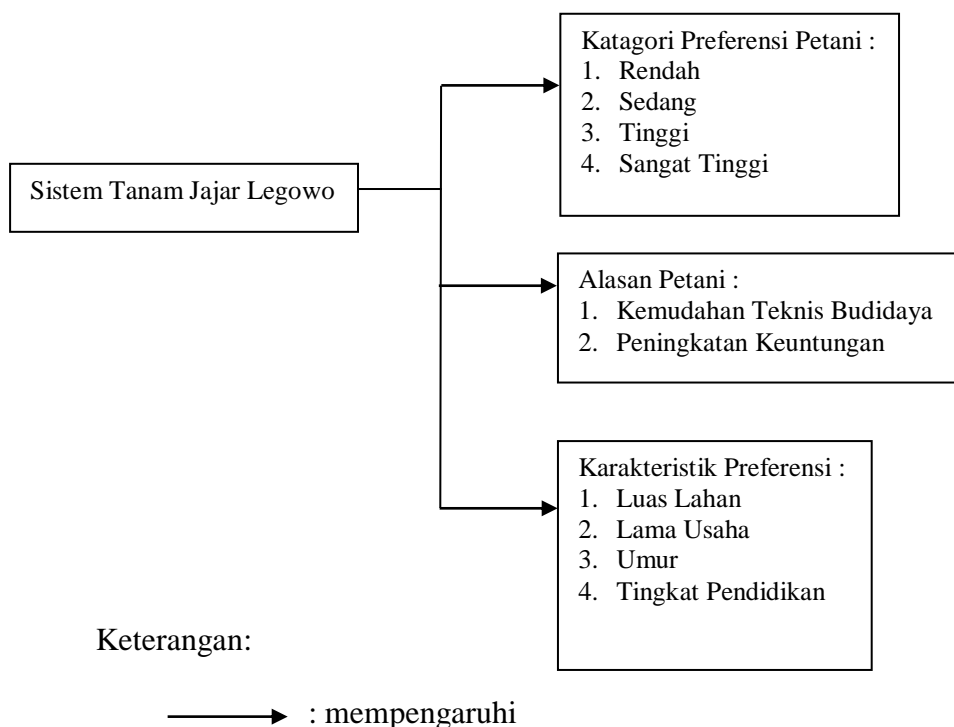 Katagori Preferensi Petani :
1. Rendah
2. Sedang
3. Tinggi
4. Sangat Tinggi
Sistem Tanam Jajar Legowo
Alasan Petani :
1. Kemudahan Teknis Budidaya
2. Peningkatan Keuntungan
Karakteristik Preferensi :
1. Luas Lahan
2. Lama Usaha
3. Umur
4. Tingkat Pendidikan
Keterangan:
: mempengaruhi